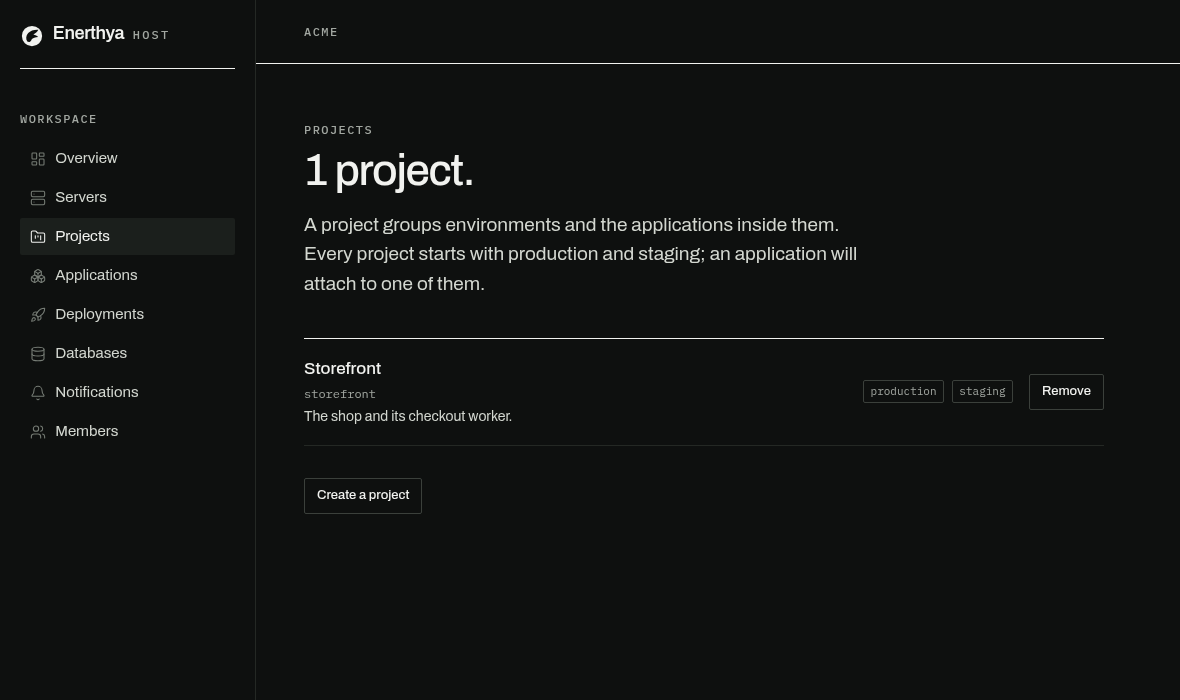 Enerthya HOST
ACME
WORKSPACE
Overview
Servers
Projects
Applications
Deployments
Databases
Notifications
Members
PROJECTS
1 project.
A project groups environments and the applications inside them.
Every project starts with production and staging; an application will
attach to one of them.
Storefront
storefront
The shop and its checkout worker.
production
staging
Remove
Create a project